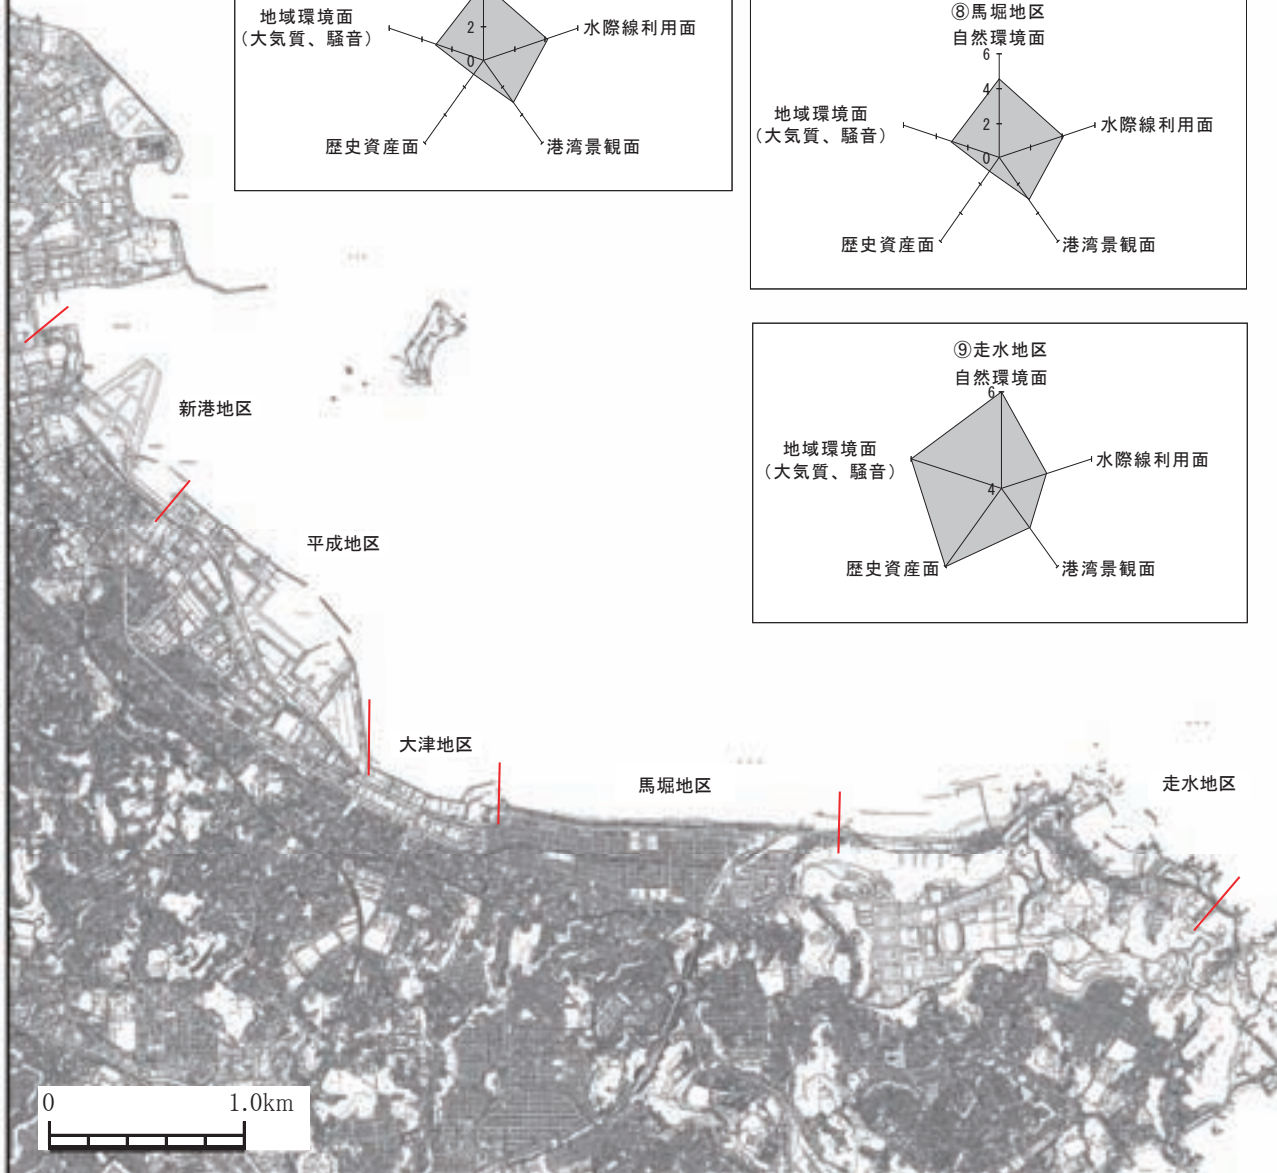 地域環境面
(大気質、騒音)
2
0
水際線利用面
歴史資産面
港湾景観面
⑧馬堀地区
自然環境面
6
4
2
0
地域環境面
(大気質、騒音)
水際線利用面
歴史資産面
港湾景観面
⑨走水地区
自然環境面
6
4
地域環境面
(大気質、騒音)
水際線利用面
歴史資産面
港湾景観面
新港地区
平成地区
大津地区
馬堀地区
走水地区
0
1.0km